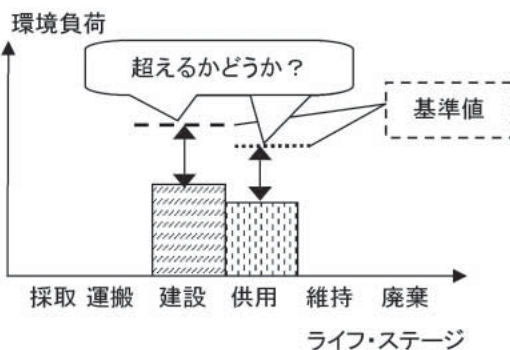 環境負荷
超えるかどうか？
基準値
採取 運搬 建設 供用 維持 廃棄
ライフ・ステージ